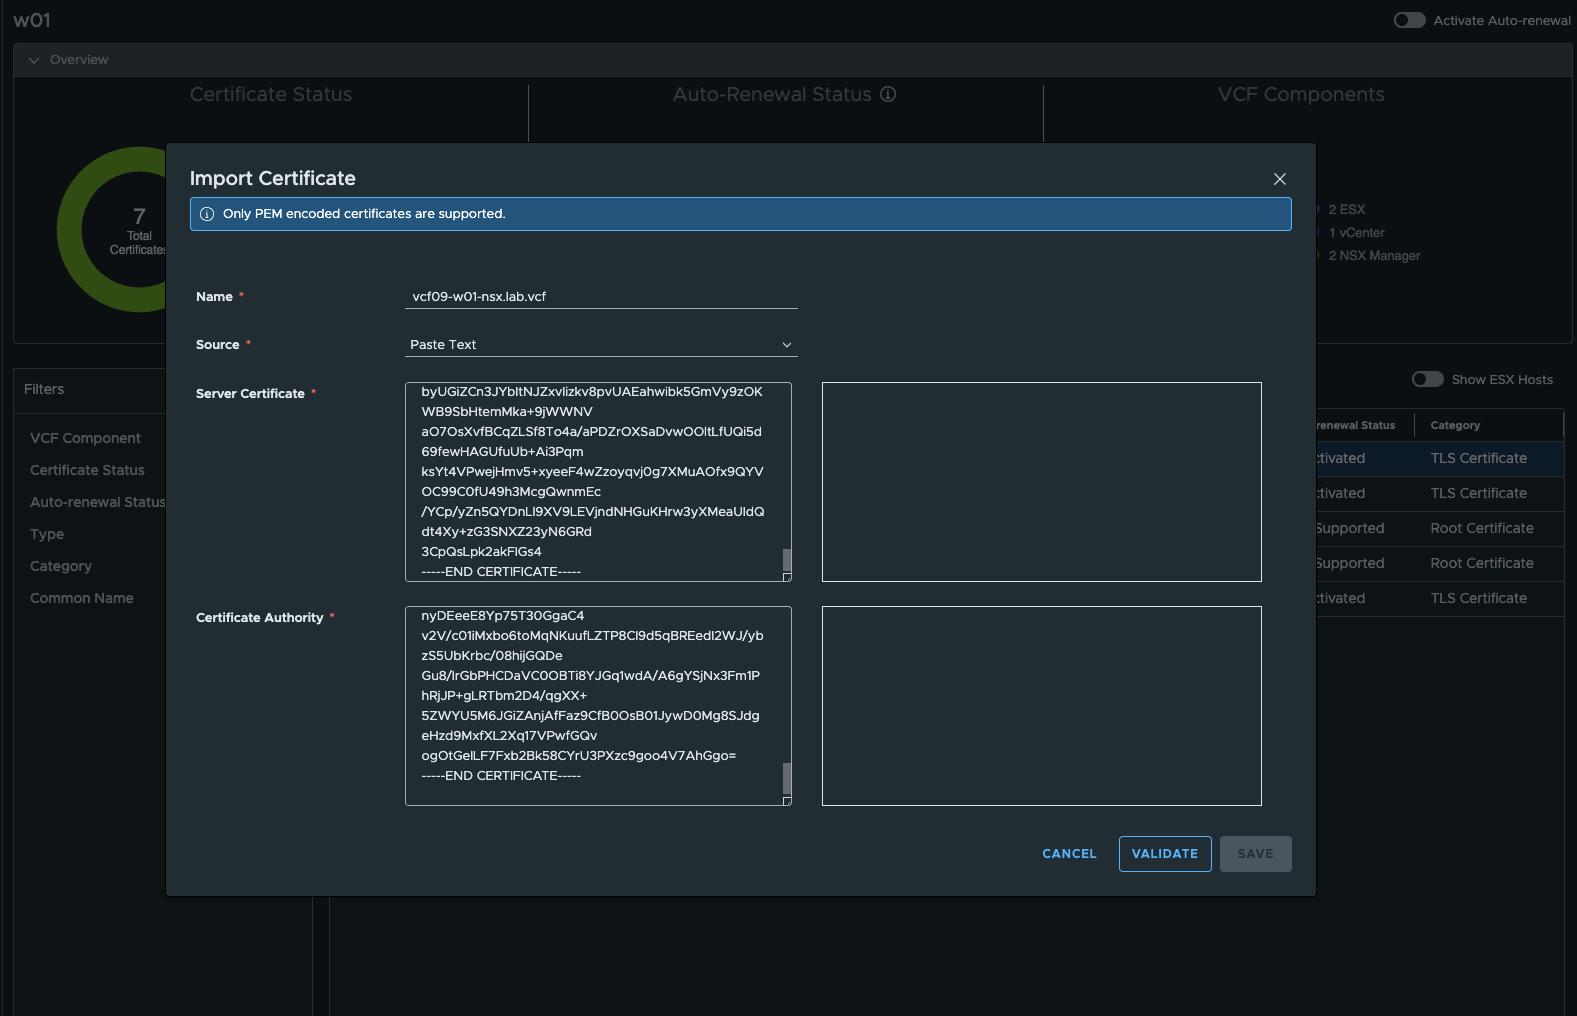 w01
Activate Auto-renewal
Overview
Certificate Status
Auto-Renewal Status
VCF Components
7
Total
Certificates
2 ESX
1 vCenter
2 NSX Manager
Import Certificate
Only PEM encoded certificates are supported.
Name *
vcf09-w01-nsx.lab.vcf
Source *
Paste Text
Server Certificate *
byUGiZCn3JYbItNJZxvlizkv8pvUAEahwibk5GmVy9zOK
WB9SbHtemMka+9jWWNV
aO7OsXvfBCqZLSf8To4a/aPDZrOXSaDvwOOltLfUQi5d
69fewHAGUfuUb+Ai3Pqm
ksYt4VPwejHmv5+xyeeF4wZzoyqvj0g7XMuAOfx9QYV
OC99C0fU49h3McgQwnmEc
/YCp/yZn5QYDnLI9XV9LEVjndNHGuKHrw3yXMeaUIdQ
dt4Xy+zG3SNXZ23yN6GRd
3CpQsLpk2akFIGs4
-----END CERTIFICATE-----
Certificate Authority *
nyDEeeE8Yp75T30GgaC4
v2V/c01iMxbo6toMqNKuufLZTP8Cl9d5qBREedI2WJ/yb
zS5UbKrbc/08hijGQDe
Gu8/IrGbPHCDaVC0OBTi8YJGq1wdA/A6gYSjNx3Fm1P
hRjJP+gLRTbm2D4/qgXX+
5ZWYU5M6JGiZAnjAfFaz9CfB0OsB01JywD0Mg8SJdg
eHzd9MxfXL2Xq17VPwfGQv
ogOtGelLF7Fxb2Bk58CYrU3PXzc9goo4V7AhGgo=
-----END CERTIFICATE-----
CANCEL
VALIDATE
SAVE
Filters
VCF Component
Certificate Status
Auto-renewal Status
Type
Category
Common Name
Show ESX Hosts
renewal Status
Category
ctivated
TLS Certificate
ctivated
TLS Certificate
Supported
Root Certificate
Supported
Root Certificate
ctivated
TLS Certificate